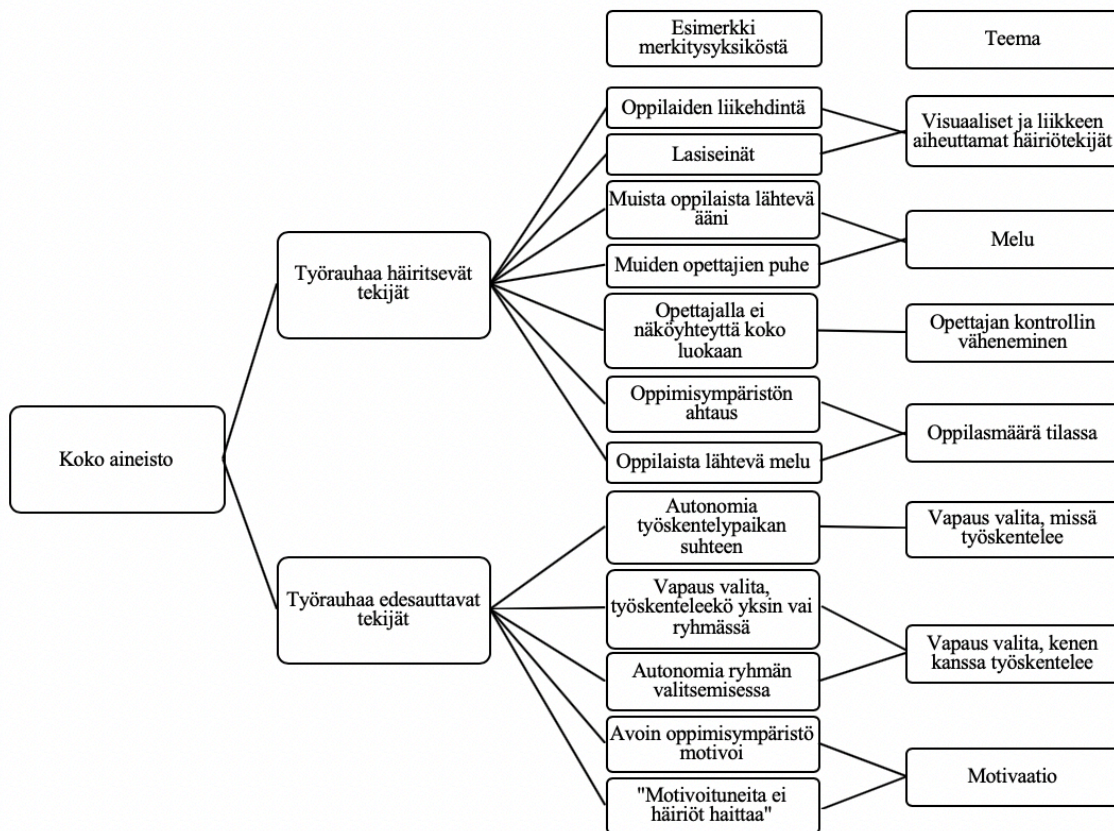 Esimerkki
merkitysyksiköstä
Teema
Oppilaiden liikehdintä
Lasiseinät
Visuaaliset ja liikkeen
aiheuttamat häiriötekijät
Muista oppilaista lähtevä
ääni
Muiden opettajien puhe
Melu
Työrauhaa häiritsevät
tekijät
Opettajalla ei
näköyhteyttä koko
luokaan
Opettajan kontrollin
väheneminen
Oppimisympäristön
ahtaus
Oppilaista lähtevä melu
Oppilasmäärä tilassa
Koko aineisto
Autonomia
työskentelypaikan
suhteen
Vapaus valita, missä
työskentelee
Työrauhaa edesauttavat
tekijät
Vapaus valita,
työskenteleekö yksin vai
ryhmässä
Autonomia ryhmän
valitsemisessa
Vapaus valita, kenen
kanssa työskentelee
Avoin oppimisympäristö
motivoi
"Motivoituneita ei
häiriöt haittaa"
Motivaatio